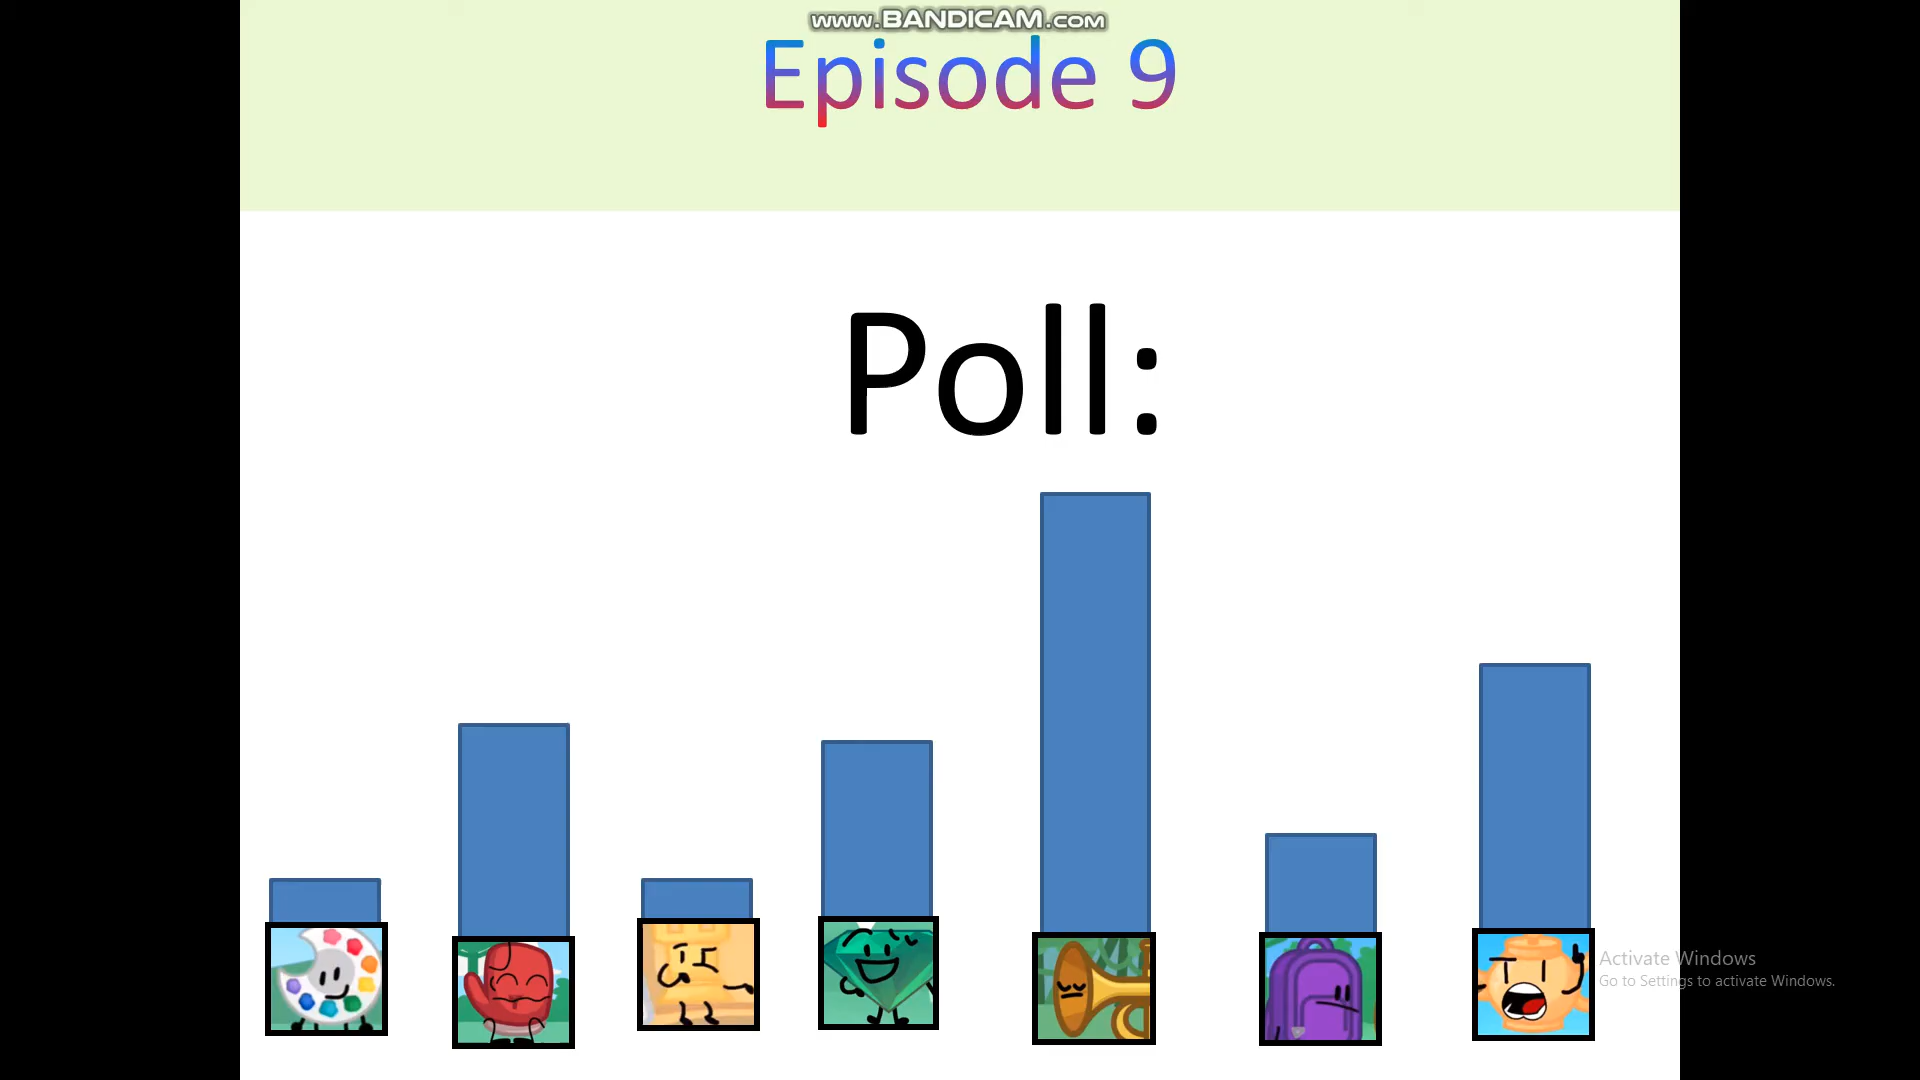 www.BANDICAM.com
Episode 9
Poll:
Activate Windows
Go to Settings to activate Windows.